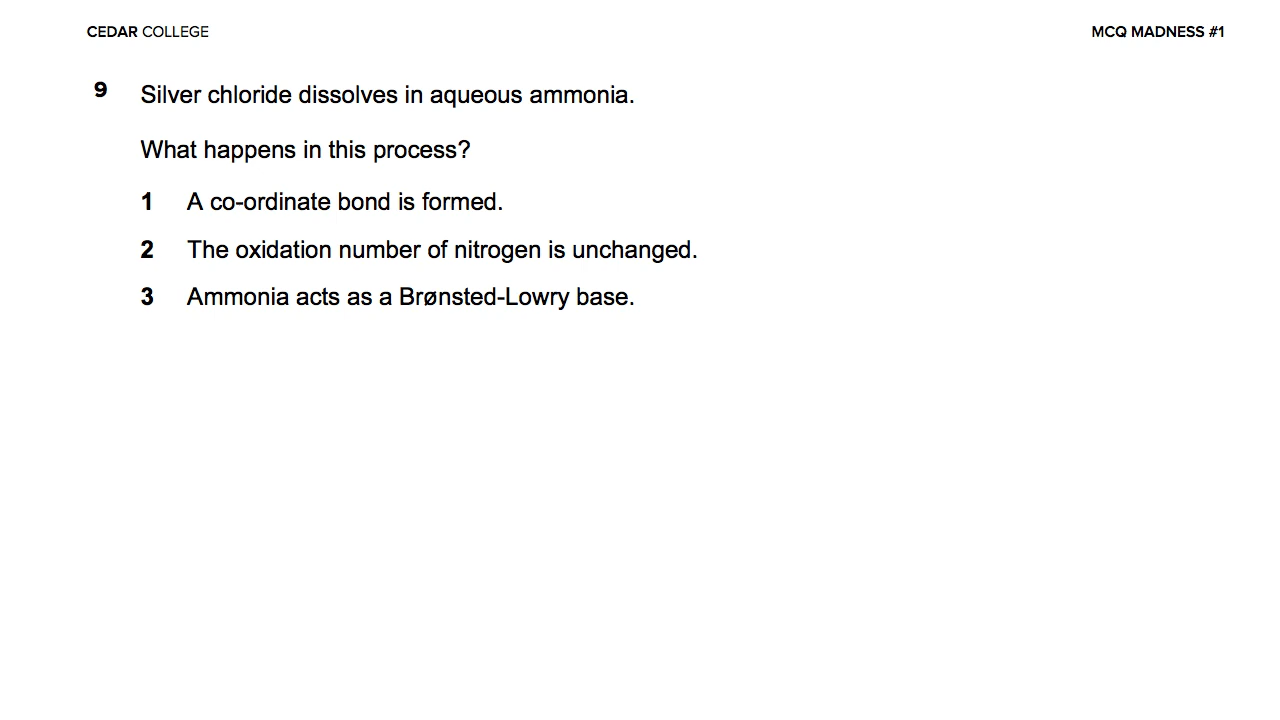 CEDAR COLLEGE
MCQ MADNESS #1
9 Silver chloride dissolves in aqueous ammonia.
What happens in this process?
1 A co-ordinate bond is formed.
2 The oxidation number of nitrogen is unchanged.
3 Ammonia acts as a Brønsted-Lowry base.